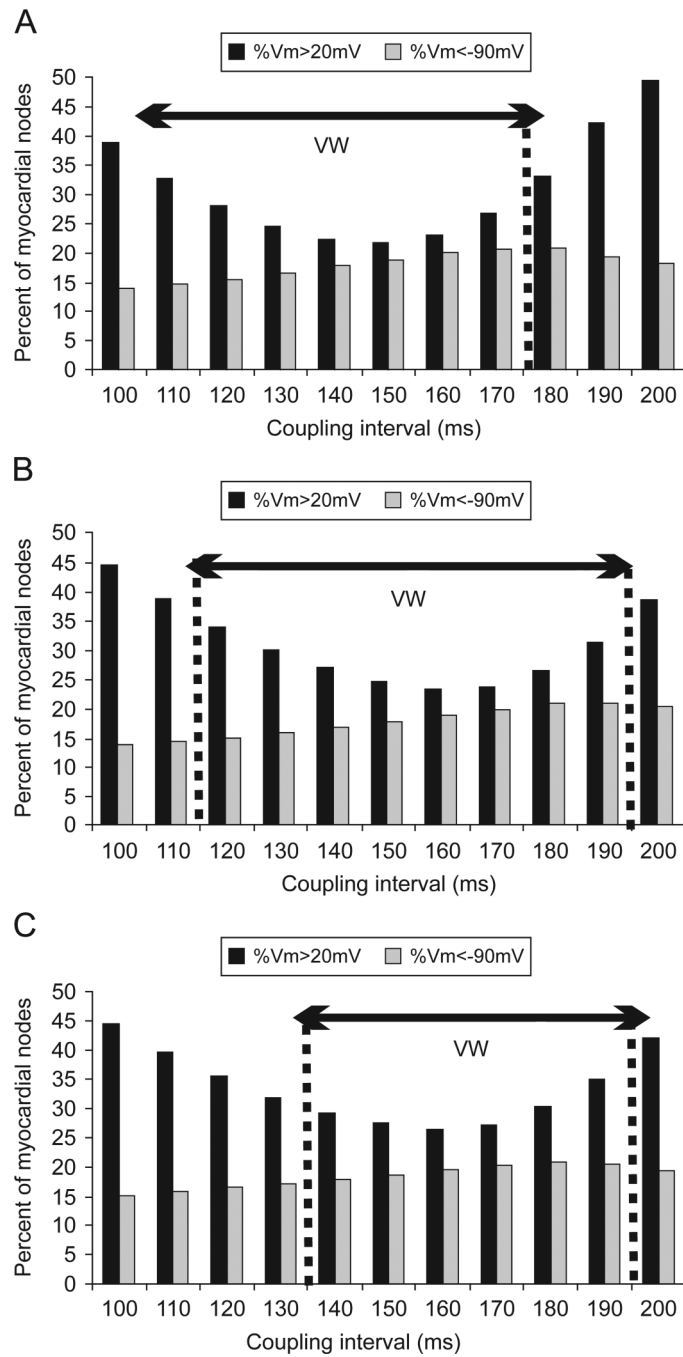 A
%Vm>20mV %Vm<-90mV
Percent of myocardial nodes
50
45
40
35
30
25
20
15
10
5
0
VW
100 110 120 130 140 150 160 170 180 190 200
Coupling interval (ms)
B
%Vm>20mV %Vm<-90mV
Percent of myocardial nodes
50
45
40
35
30
25
20
15
10
5
0
VW
100 110 120 130 140 150 160 170 180 190 200
Coupling interval (ms)
C
%Vm>20mV %Vm<-90mV
Percent of myocardial nodes
50
45
40
35
30
25
20
15
10
5
0
VW
100 110 120 130 140 150 160 170 180 190 200
Coupling interval (ms)